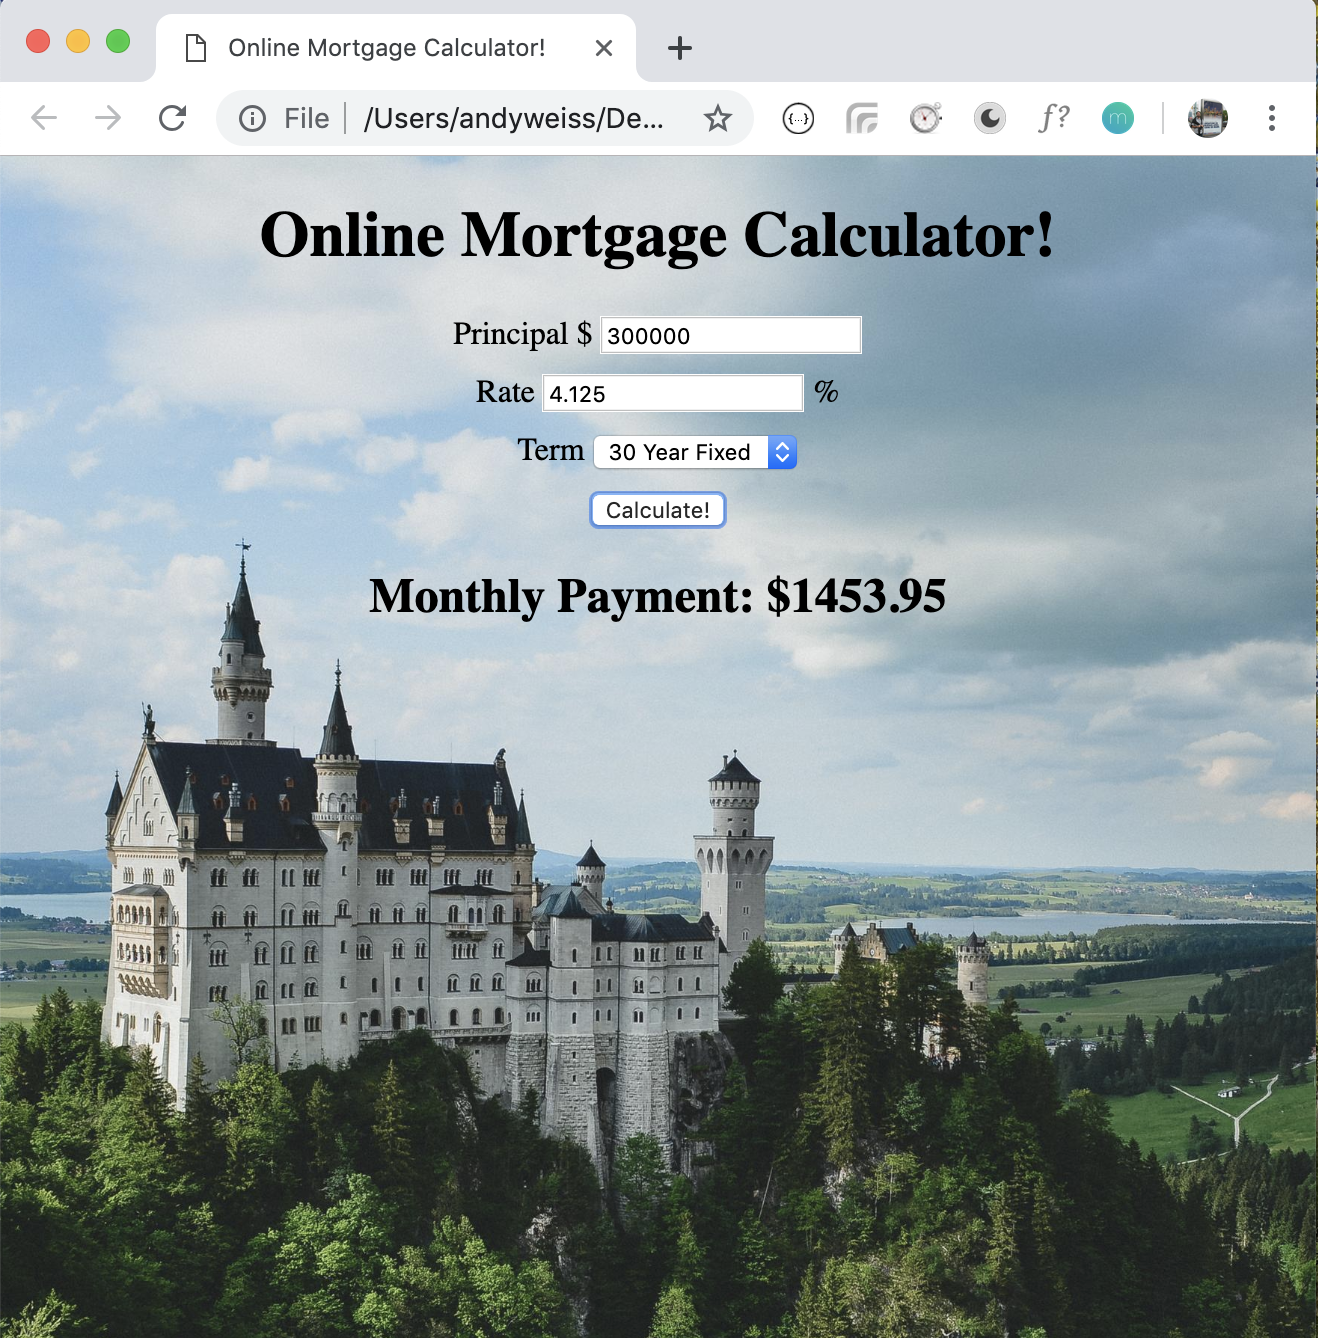 Online Mortgage Calculator!
File /Users/andyweiss/De...
{...} f? m
Online Mortgage Calculator!
Principal $ 300000
Rate 4.125 %
Term 30 Year Fixed
Calculate!
Monthly Payment: $1453.95